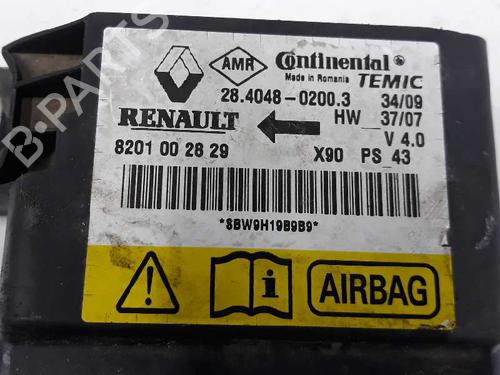 AMR Continental
Made in Romania TEMIC
28.4048-0200.3 34/09
RENAULT HW 37/07
V 4.0
8201 00 28 29 X90 PS 43
*8BW9H19B9B9*
i AIRBAG
B-PARTS